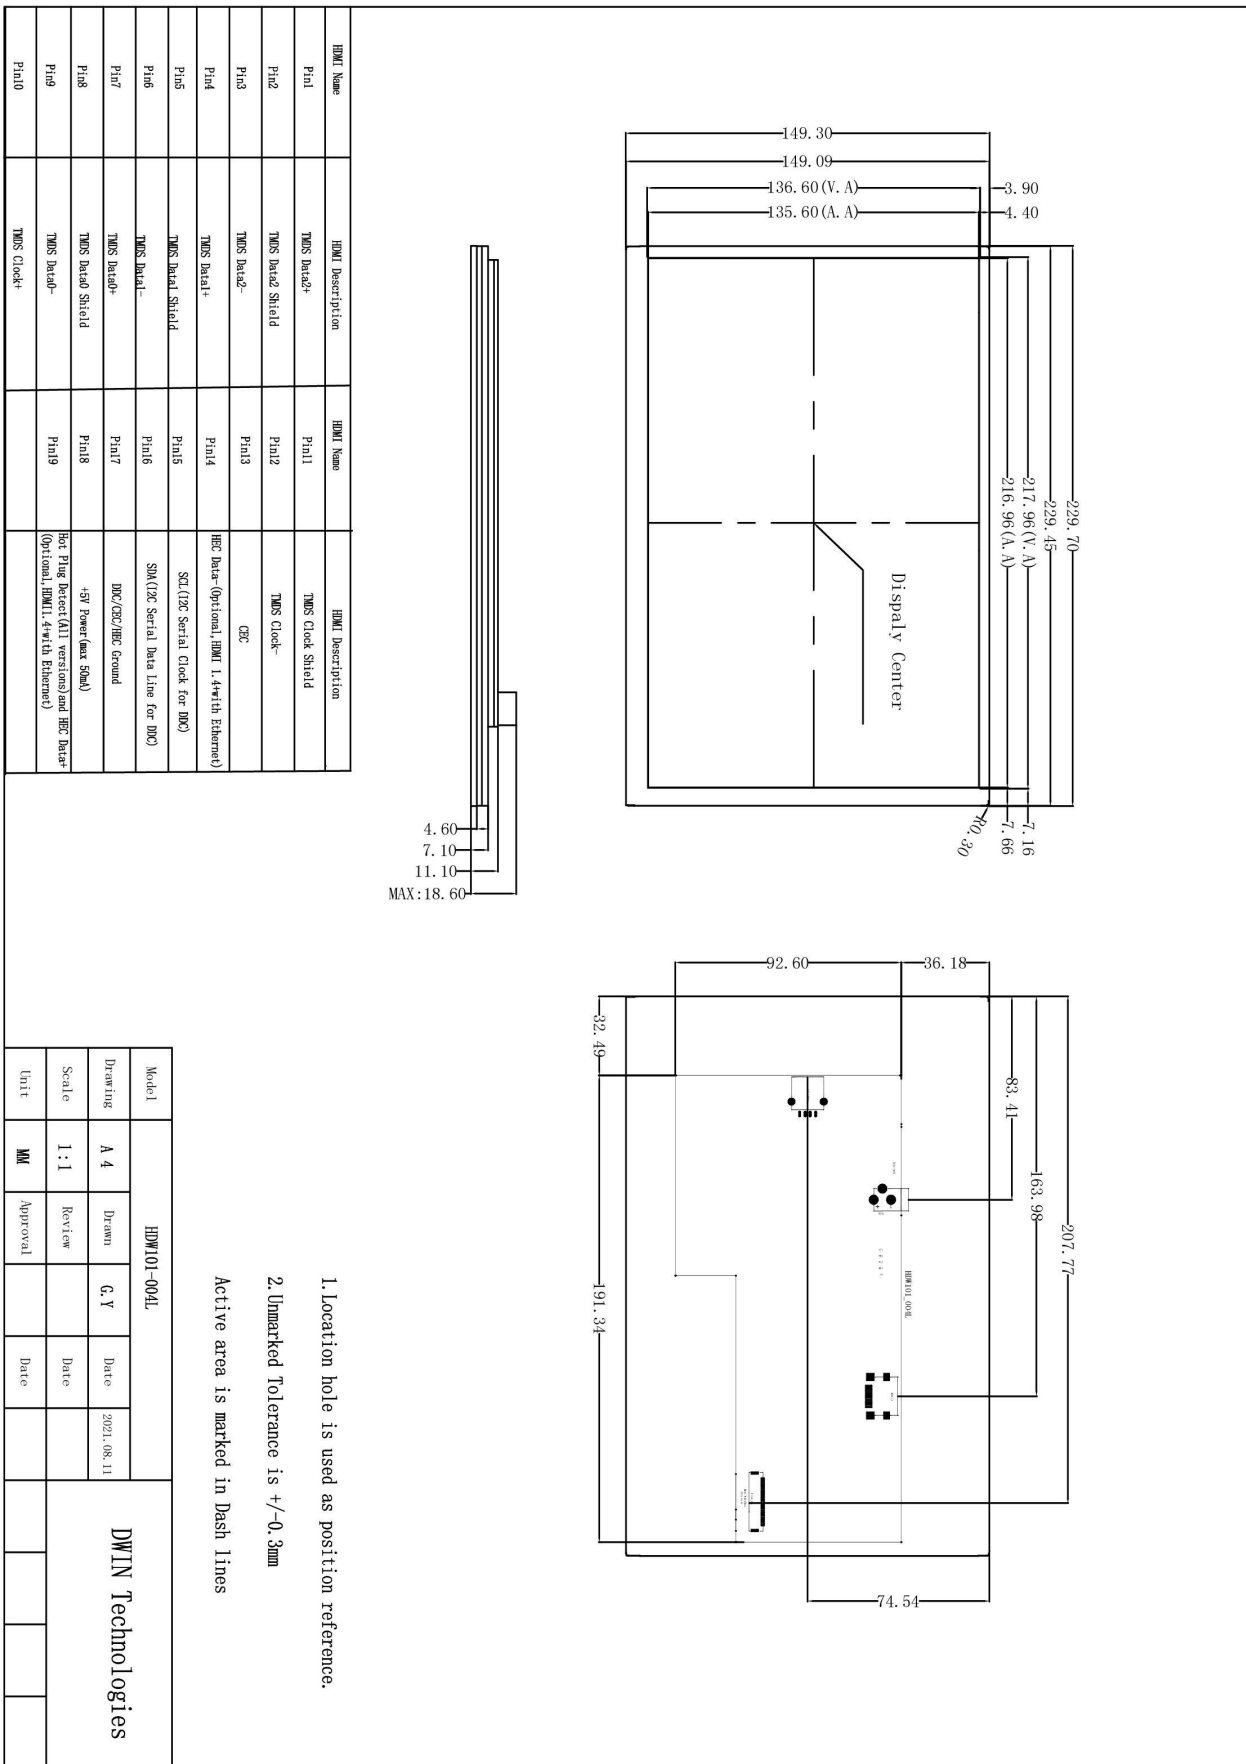 229.70
229.45
217.96(V.A)
216.96(A.A)
7.16
7.66
R0.30
149.30
149.09
136.60(V.A)
135.60(A.A)
3.90
4.40
Dispaly Center
4.60
7.10
11.10
MAX:18.60
207.77
163.98
83.41
36.18
92.60
74.54
32.49
191.34
HDW101_004L
HDMI Name
HDMI Description
HDMI Name
HDMI Description
Pin1
TMDS Data2+
Pin11
TMDS Clock Shield
Pin2
TMDS Data2 Shield
Pin12
TMDS Clock-
Pin3
TMDS Data2-
Pin13
CEC
Pin4
TMDS Data1+
Pin14
HEC Data-(Optional,HDMI 1.4+with Ethernet)
Pin5
TMDS Data1 Shield
Pin15
SCL(I2C Serial Clock for DDC)
Pin6
TMDS Data1-
Pin16
SDA(I2C Serial Data Line for DDC)
Pin7
TMDS Data0+
Pin17
DDC/CEC/HEC Ground
Pin8
TMDS Data0 Shield
Pin18
+5V Power(max 50mA)
Pin9
TMDS Data0-
Pin19
Hot Plug Detect(All versions)and HEC Data+
(Optional,HDMI1.4+with Ethernet)
Pin10
TMDS Clock+
1.Location hole is used as position reference.
2.Unmarked Tolerance is +/-0.3mm
Active area is marked in Dash lines
Model
HDW101-004L
DWIN Technologies
Drawing
A 4
Drawn
G.Y
Date
2021.08.11
Scale
1:1
Review
Date
Unit
MM
Approval
Date